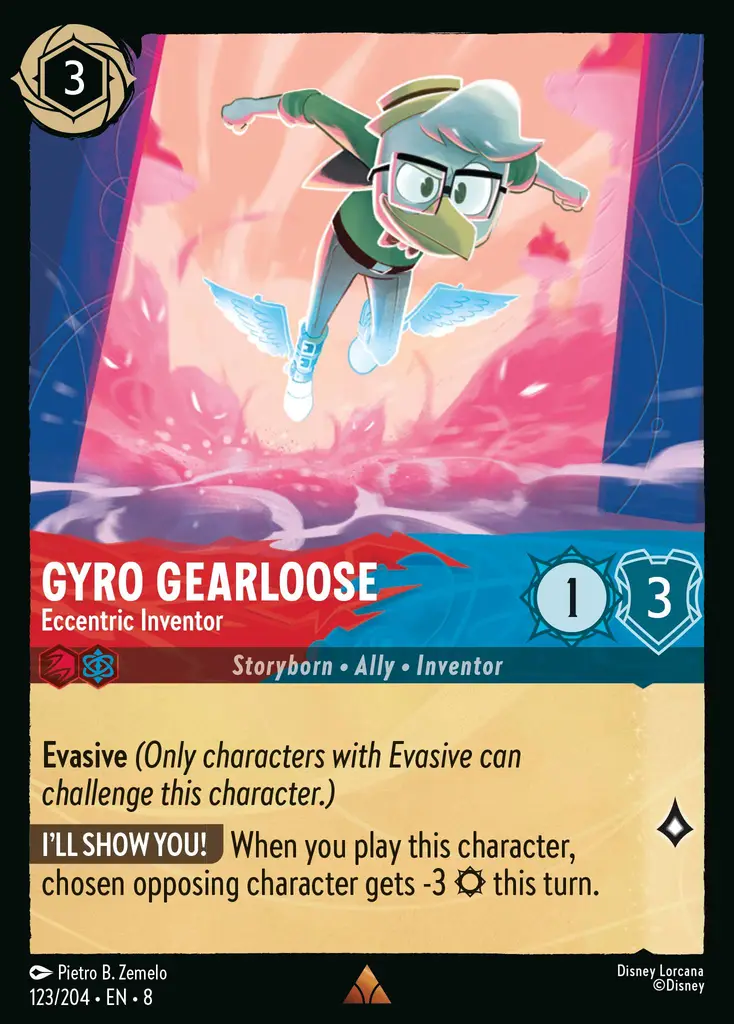 3
GYRO GEARLOOSE
Eccentric Inventor
1
3
Storyborn • Ally • Inventor
Evasive (Only characters with Evasive can
challenge this character.)
I'LL SHOW YOU! When you play this character,
chosen opposing character gets -3 this turn.
Pietro B. Zemelo
123/204 • EN • 8
Disney Lorcana
©Disney